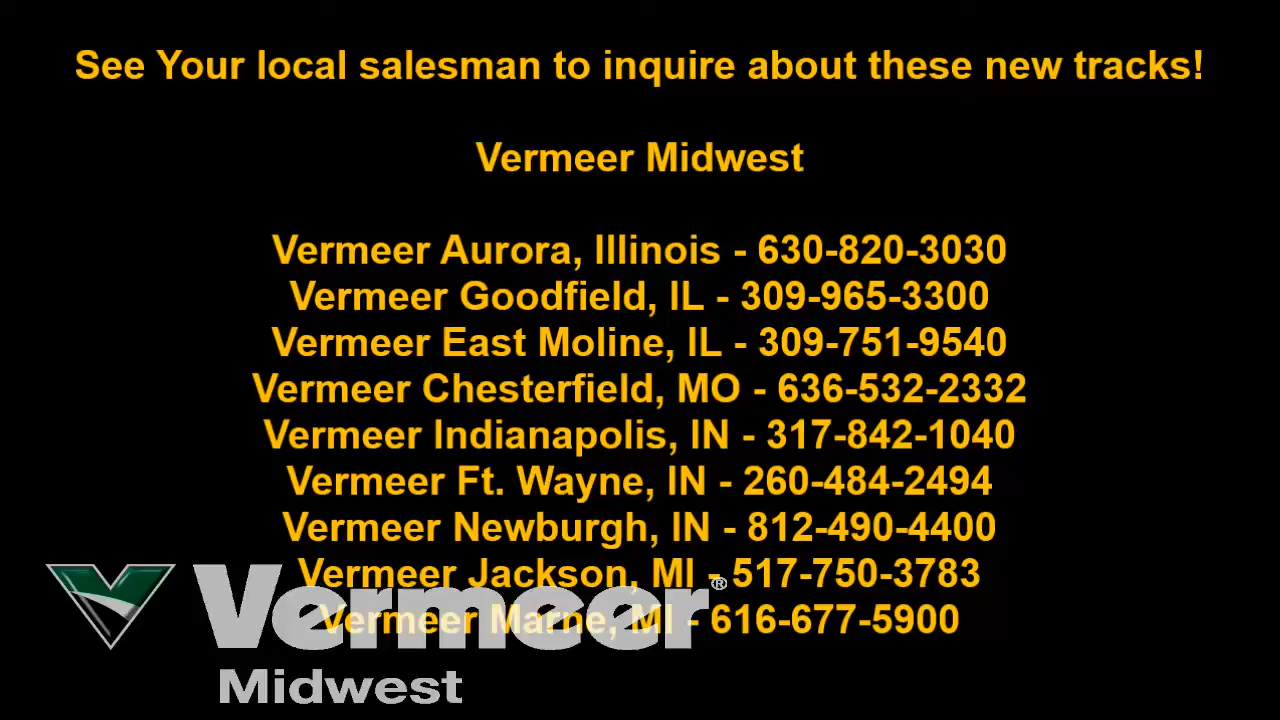 See Your local salesman to inquire about these new tracks!
Vermeer Midwest
Vermeer Aurora, Illinois - 630-820-3030
Vermeer Goodfield, IL - 309-965-3300
Vermeer East Moline, IL - 309-751-9540
Vermeer Chesterfield, MO - 636-532-2332
Vermeer Indianapolis, IN - 317-842-1040
Vermeer Ft. Wayne, IN - 260-484-2494
Vermeer Newburgh, IN - 812-490-4400
Vermeer Jackson, MI - 517-750-3783
Vermeer Marne, MI - 616-677-5900
Vermeer®
Midwest